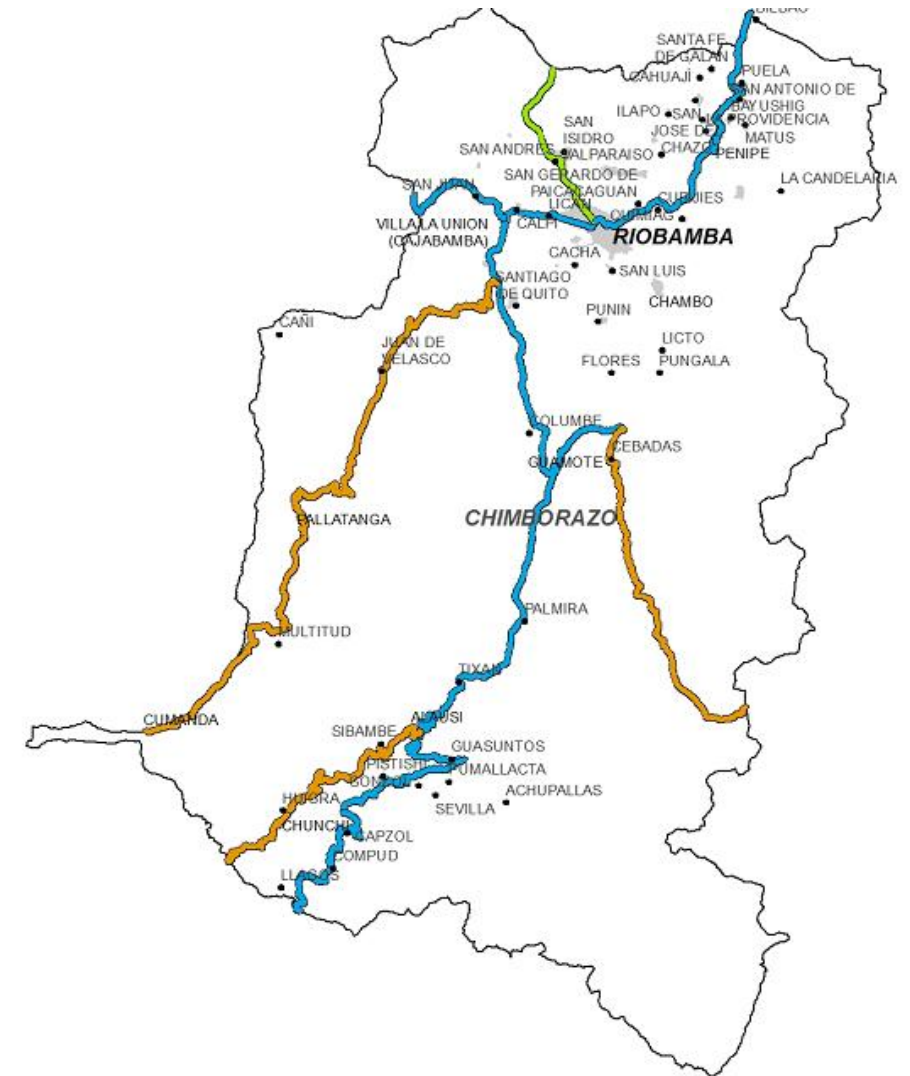 BILBAO
SANTA FE
DE GALAN
CAHUAJÍ
PUELA
SAN ANTONIO DE
BAYUSHIG
ILAPO
SAN
JOSE DE
CHAZO
PROVIDENCIA
MATUS
PENIPE
SAN
ISIDRO
SAN ANDRES
VALPARAISO
SAN GERARDO DE
PAICACAGUAN
LA CANDELARIA
SAN JUAN
LICAN
CUBIJIES
CALPI
QUIMIAG
VILLA LA UNION
(CAJABAMBA)
RIOBAMBA
CACHA
SAN LUIS
SANTIAGO
DE QUITO
CHAMBO
PUNIN
CAÑI
JUAN DE
VELASCO
LICTO
FLORES
PUNGALA
COLUMBE
CEBADAS
GUAMOTE
CHIMBORAZO
PALLATANGA
PALMIRA
MULTITUD
TIXAN
CUMANDA
ALAUSI
SIBAMBE
GUASUNTOS
PISTISHI
PUMALLACTA
ACHUPALLAS
SEVILLA
HUIGRA
CHUNCHI
CAPZOL
COMPUD
LLAGOS